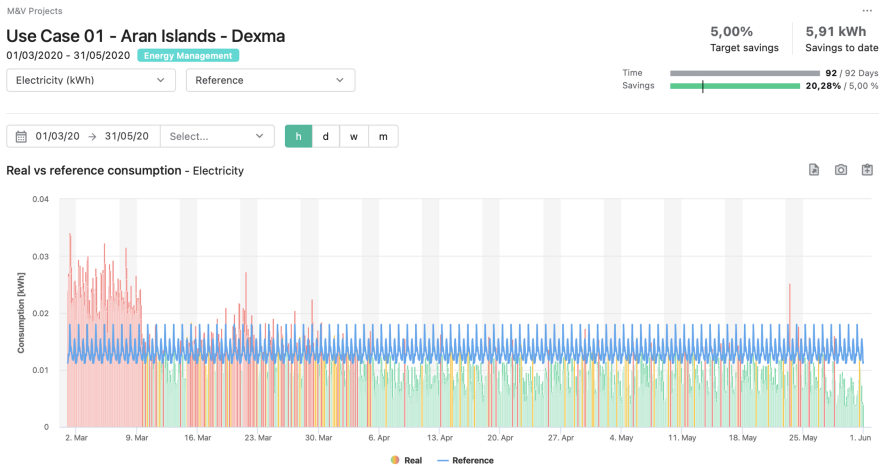 M&V Projects
Use Case 01 - Aran Islands - Dexma
01/03/2020 - 31/05/2020 Energy Management
Electricity (kWh) Reference
5,00% 5,91 kWh
Target savings Savings to date
Time 92 / 92 Days
Savings 20,28% / 5,00 %
01/03/20 → 31/05/20 Select... h d w m
Real vs reference consumption - Electricity
Consumption [kWh]
0.04
0.03
0.02
0.01
0
2. Mar 9. Mar 16. Mar 23. Mar 30. Mar 6. Apr 13. Apr 20. Apr 27. Apr 4. May 11. May 18. May 25. May 1. Jun
Real Reference